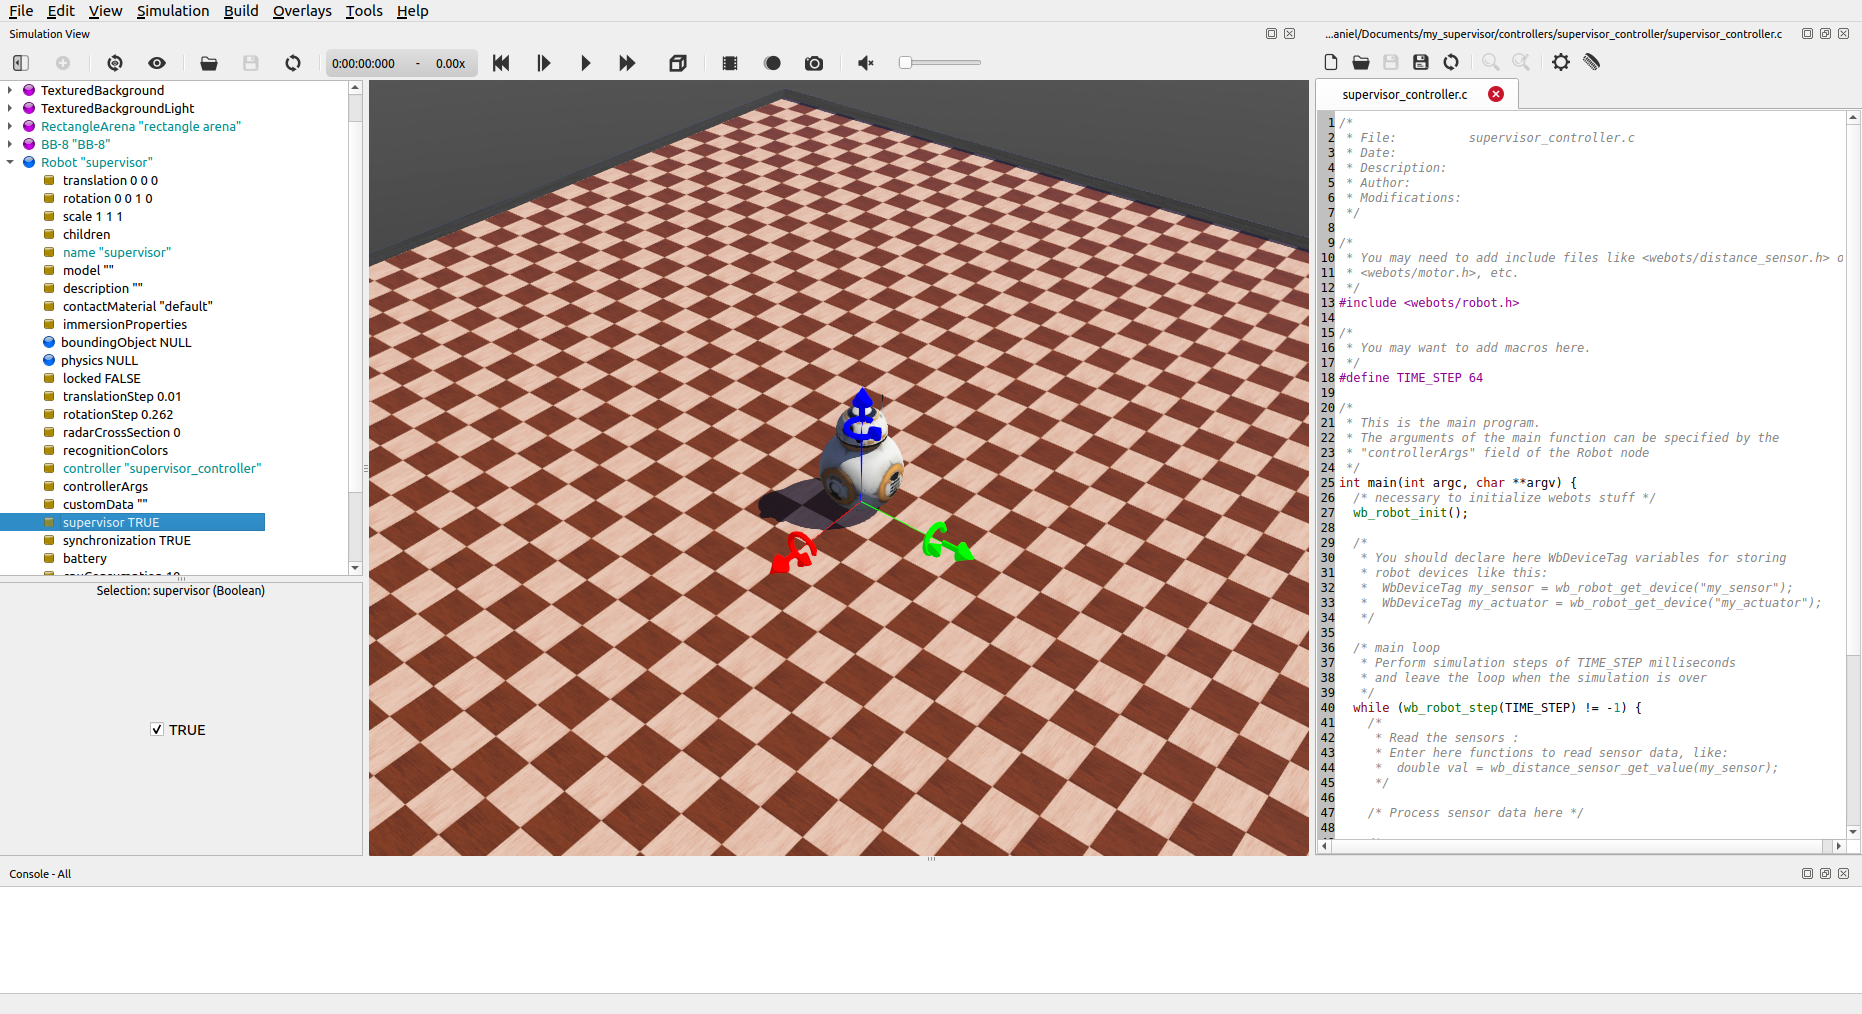 File Edit View Simulation Build Overlays Tools Help
Simulation View
0:00:00:000 - 0.00x
TexturedBackground
TexturedBackgroundLight
RectangleArena "rectangle arena"
BB-8 "BB-8"
Robot "supervisor"
translation 0 0 0
rotation 0 0 1 0
scale 1 1 1
children
name "supervisor"
model ""
description ""
contactMaterial "default"
immersionProperties
boundingObject NULL
physics NULL
locked FALSE
translationStep 0.01
rotationStep 0.262
radarCrossSection 0
recognitionColors
controller "supervisor_controller"
controllerArgs
customData ""
supervisor TRUE
synchronization TRUE
battery
Selection: supervisor (Boolean)
TRUE
...aniel/Documents/my_supervisor/controllers/supervisor_controller/supervisor_controller.c
supervisor_controller.c
1 /*
2 * File: supervisor_controller.c
3 * Date:
4 * Description:
5 * Author:
6 * Modifications:
7 */
8
9 /*
10 * You may need to add include files like <webots/distance_sensor.h> o
11 * <webots/motor.h>, etc.
12 */
13 #include <webots/robot.h>
14
15 /*
16 * You may want to add macros here.
17 */
18 #define TIME_STEP 64
19
20 /*
21 * This is the main program.
22 * The arguments of the main function can be specified by the
23 * "controllerArgs" field of the Robot node
24 */
25 int main(int argc, char **argv) {
26 /* necessary to initialize webots stuff */
27 wb_robot_init();
28
29 /*
30 * You should declare here WbDeviceTag variables for storing
31 * robot devices like this:
32 * WbDeviceTag my_sensor = wb_robot_get_device("my_sensor");
33 * WbDeviceTag my_actuator = wb_robot_get_device("my_actuator");
34 */
35
36 /* main loop
37 * Perform simulation steps of TIME_STEP milliseconds
38 * and leave the loop when the simulation is over
39 */
40 while (wb_robot_step(TIME_STEP) != -1) {
41 /*
42 * Read the sensors :
43 * Enter here functions to read sensor data, like:
44 * double val = wb_distance_sensor_get_value(my_sensor);
45 */
46
47 /* Process sensor data here */
48
Console - All